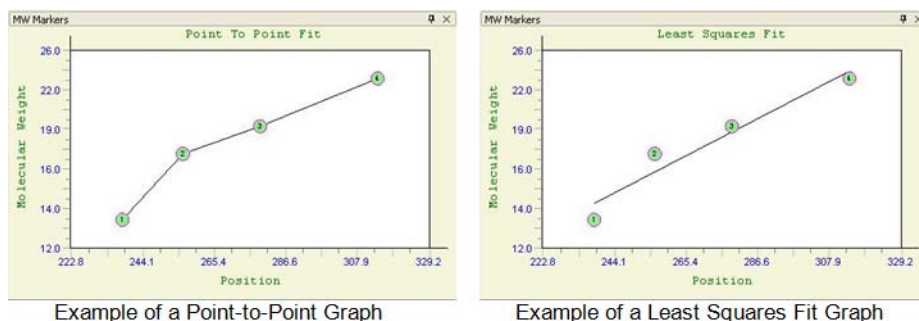 MW Markers
Point To Point Fit
Molecular Weight
26.0
22.0
19.0
16.0
14.0
12.0
1
2
3
4
222.8 244.1 265.4 286.6 307.9 329.2
Position
Example of a Point-to-Point Graph
MW Markers
Least Squares Fit
Molecular Weight
26.0
22.0
19.0
16.0
14.0
12.0
1
2
3
4
222.8 244.1 265.4 286.6 307.9 329.2
Position
Example of a Least Squares Fit Graph